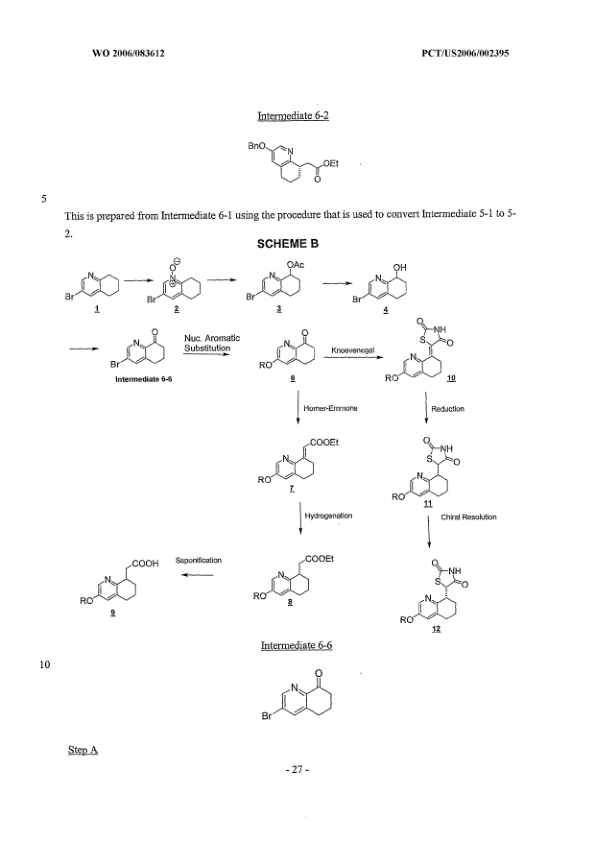 WO 2006/083612 PCT/US2006/002395
Intermediate 6-2
BnO N OEt O
5
This is prepared from Intermediate 6-1 using the procedure that is used to convert Intermediate 5-1 to 5-
2.
SCHEME B
N Br 1
O⊖ N⊕ Br 2
OAc N Br 3
OH N Br 4
O N Br
Intermediate 6-6
Nuc. Aromatic
Substitution
O N RO 6
Knoevenegal
O NH S O N RO 10
Horner-Emmons
Reduction
COOEt N RO 7
O NH S O N RO 11
Hydrogenation
Chiral Resolution
COOH N RO 9
Saponification
COOEt N RO 8
O NH S O N RO 12
Intermediate 6-6
10
O N Br
Step A
- 27 -